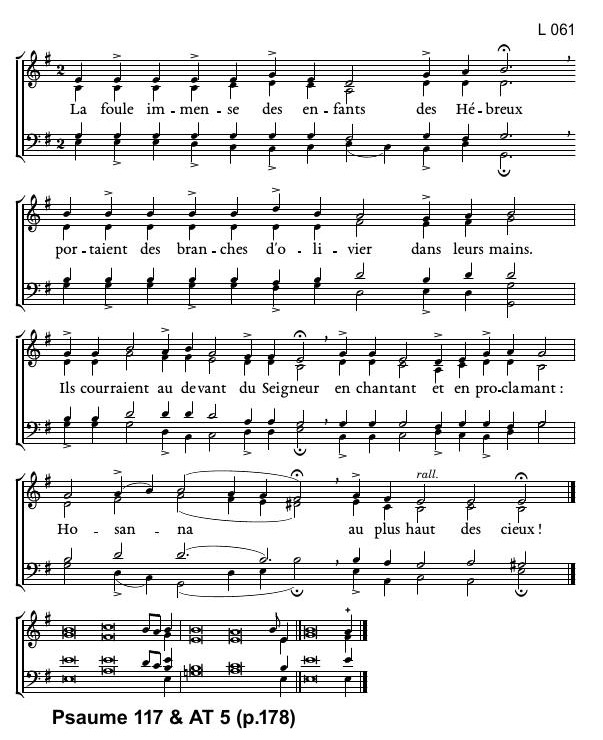 L 061
La foule im - men - se des en - fants des Hé - breux
por - taient des bran - ches d'o - li - vier dans leurs mains.
Ils courraient au devant du Seigneur en chantant et en pro - clamant :
rall.
Ho - san - na au plus haut des cieux !
Psaume 117 & AT 5 (p.178)